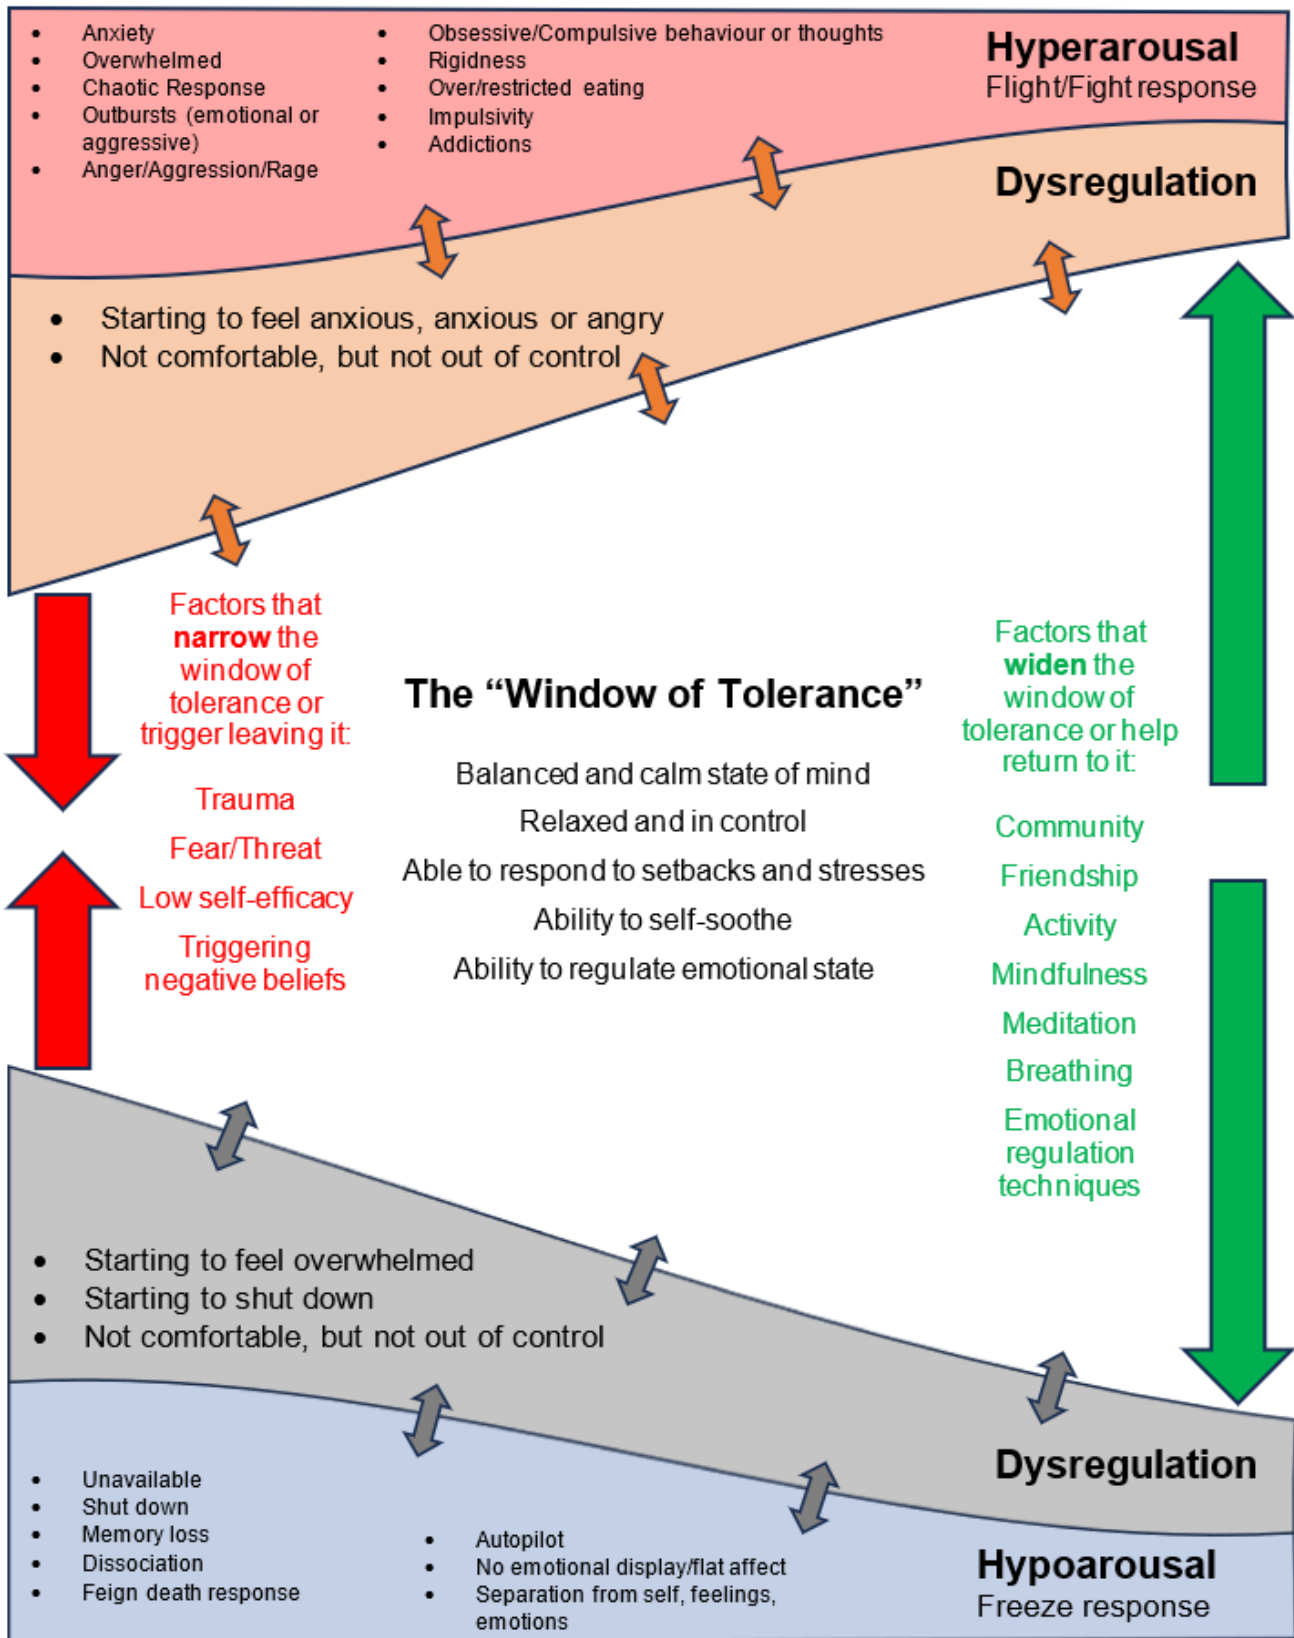 • Anxiety
• Overwhelmed
• Chaotic Response
• Outbursts (emotional or
aggressive)
• Anger/Aggression/Rage
• Obsessive/Compulsive behaviour or thoughts
• Rigidness
• Over/restricted eating
• Impulsivity
• Addictions
Hyperarousal
Flight/Fight response
Dysregulation
• Starting to feel anxious, anxious or angry
• Not comfortable, but not out of control
Factors that
narrow the
window of
tolerance or
trigger leaving it:
Trauma
Fear/Threat
Low self-efficacy
Triggering
negative beliefs
The “Window of Tolerance”
Balanced and calm state of mind
Relaxed and in control
Able to respond to setbacks and stresses
Ability to self-soothe
Ability to regulate emotional state
Factors that
widen the
window of
tolerance or help
return to it:
Community
Friendship
Activity
Mindfulness
Meditation
Breathing
Emotional
regulation
techniques
• Starting to feel overwhelmed
• Starting to shut down
• Not comfortable, but not out of control
Dysregulation
• Unavailable
• Shut down
• Memory loss
• Dissociation
• Feign death response
• Autopilot
• No emotional display/flat affect
• Separation from self, feelings,
emotions
Hypoarousal
Freeze response